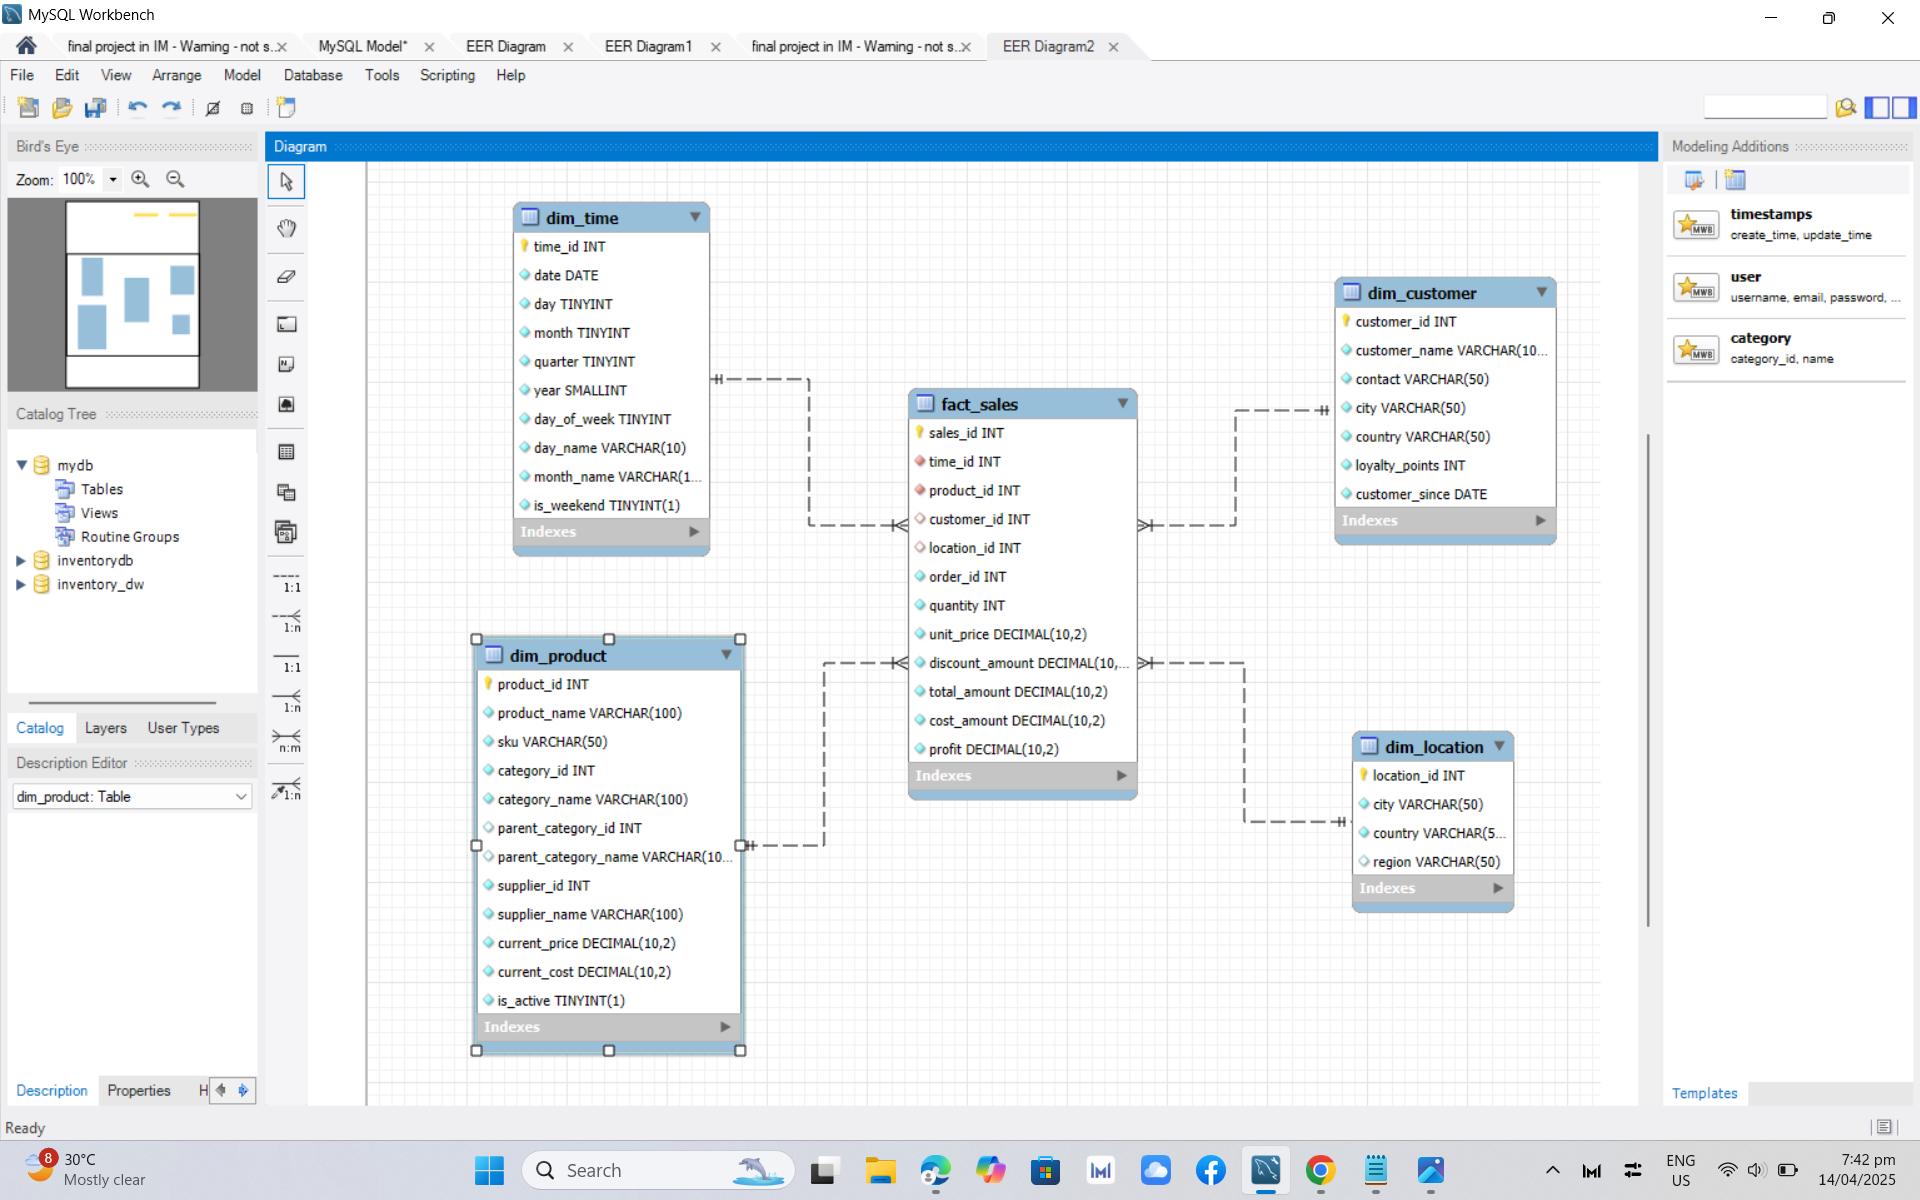 MySQL Workbench
final project in IM - Warning - not s...
MySQL Model*
EER Diagram
EER Diagram1
final project in IM - Warning - not s...
EER Diagram2
File Edit View Arrange Model Database Tools Scripting Help
Bird's Eye
Zoom: 100%
Catalog Tree
mydb
Tables
Views
Routine Groups
inventorydb
inventory_dw
Catalog Layers User Types
Description Editor
dim_product: Table
Description Properties H
Ready
Diagram
1:1
1:n
1:1
1:n
n:m
1:n
dim_time
time_id INT
date DATE
day TINYINT
month TINYINT
quarter TINYINT
year SMALLINT
day_of_week TINYINT
day_name VARCHAR(10)
month_name VARCHAR(1...
is_weekend TINYINT(1)
Indexes
dim_product
product_id INT
product_name VARCHAR(100)
sku VARCHAR(50)
category_id INT
category_name VARCHAR(100)
parent_category_id INT
parent_category_name VARCHAR(10...
supplier_id INT
supplier_name VARCHAR(100)
current_price DECIMAL(10,2)
current_cost DECIMAL(10,2)
is_active TINYINT(1)
Indexes
fact_sales
sales_id INT
time_id INT
product_id INT
customer_id INT
location_id INT
order_id INT
quantity INT
unit_price DECIMAL(10,2)
discount_amount DECIMAL(10,...
total_amount DECIMAL(10,2)
cost_amount DECIMAL(10,2)
profit DECIMAL(10,2)
Indexes
dim_customer
customer_id INT
customer_name VARCHAR(10...
contact VARCHAR(50)
city VARCHAR(50)
country VARCHAR(50)
loyalty_points INT
customer_since DATE
Indexes
dim_location
location_id INT
city VARCHAR(50)
country VARCHAR(5...
region VARCHAR(50)
Indexes
Modeling Additions
MWB
timestamps
create_time, update_time
MWB
user
username, email, password, ...
MWB
category
category_id, name
Templates
8
30°C
Mostly clear
Search
ENG
US
7:42 pm
14/04/2025